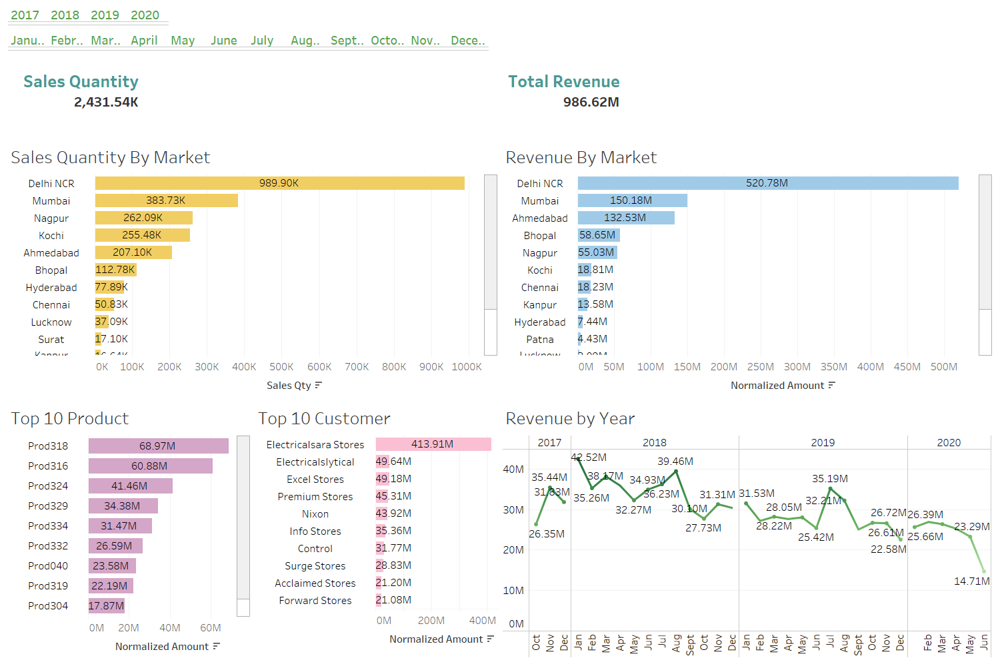 2017 2018 2019 2020
Janu.. Febr.. Mar.. April May June July Aug.. Sept.. Octo.. Nov.. Dece..
Sales Quantity
2,431.54K
Total Revenue
986.62M
Sales Quantity By Market
Delhi NCR 989.90K
Mumbai 383.73K
Nagpur 262.09K
Kochi 255.48K
Ahmedabad 207.10K
Bhopal 112.78K
Hyderabad 77.89K
Chennai 50.83K
Lucknow 37.09K
Surat 17.10K
Kanpur 16.64K
0K 100K 200K 300K 400K 500K 600K 700K 800K 900K 1000K
Sales Qty
Revenue By Market
Delhi NCR 520.78M
Mumbai 150.18M
Ahmedabad 132.53M
Bhopal 58.65M
Nagpur 55.03M
Kochi 18.81M
Chennai 18.23M
Kanpur 13.58M
Hyderabad 7.44M
Patna 4.43M
Lucknow
0M 50M 100M 150M 200M 250M 300M 350M 400M 450M 500M
Normalized Amount
Top 10 Product
Prod318 68.97M
Prod316 60.88M
Prod324 41.46M
Prod329 34.38M
Prod334 31.47M
Prod332 26.59M
Prod040 23.58M
Prod319 22.19M
Prod304 17.87M
0M 20M 40M 60M
Normalized Amount
Top 10 Customer
Electricalsara Stores 413.91M
Electricalslytical 49.64M
Excel Stores 49.18M
Premium Stores 45.31M
Nixon 43.92M
Info Stores 35.36M
Control 31.77M
Surge Stores 28.83M
Acclaimed Stores 21.20M
Forward Stores 21.08M
0M 200M 400M
Normalized Amount
Revenue by Year
2017 2018 2019 2020
40M
30M
20M
10M
0M
26.35M 35.44M 31.83M
42.52M 35.26M 38.17M 32.27M 34.93M 36.23M 39.46M 30.10M 27.73M 31.31M
31.53M 28.22M 28.05M 25.42M 35.19M 32.21M 26.72M 26.61M 22.58M
25.66M 26.39M 23.29M 14.71M
Oct Nov Dec Jan Feb Mar Apr May Jun Jul Aug Sept Oct Nov Dec Jan Feb Mar Apr May Jun Jul Aug Sept Oct Nov Dec Feb Mar Apr May Jun